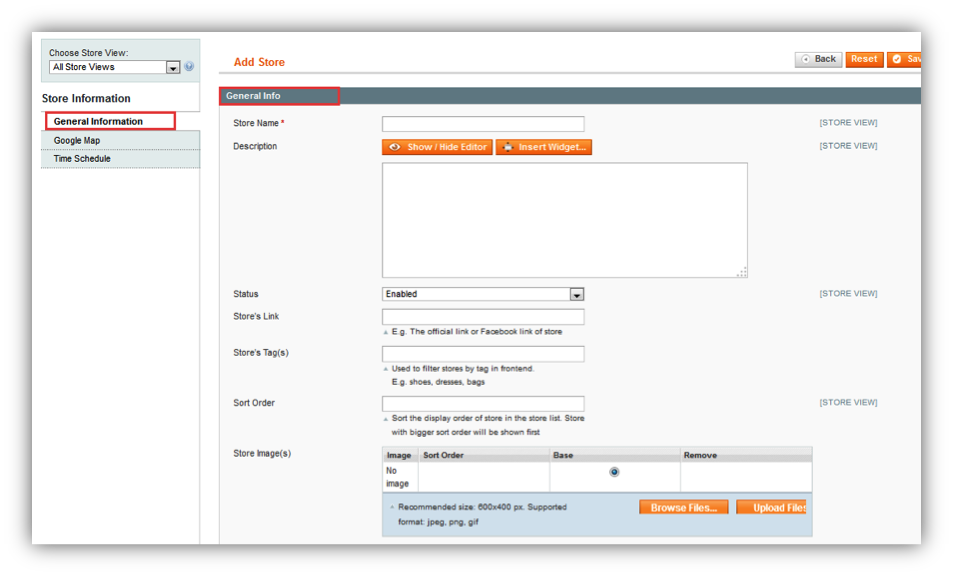 Choose Store View:
All Store Views
Store Information
General Information
Google Map
Time Schedule
Add Store
Back
Reset
General Info
Store Name *
[STORE VIEW]
Description
Show / Hide Editor
Insert Widget...
[STORE VIEW]
Status
Enabled
[STORE VIEW]
Store's Link
E.g. The official link or Facebook link of store
Store's Tag(s)
Used to filter stores by tag in frontend.
E.g. shoes, dresses, bags
Sort Order
[STORE VIEW]
Sort the display order of store in the store list. Store
with bigger sort order will be shown first
Store Image(s)
Image Sort Order Base Remove
No
image
Recommended size: 600x400 px. Supported
format: jpeg, png, gif
Browse Files...
Upload Files